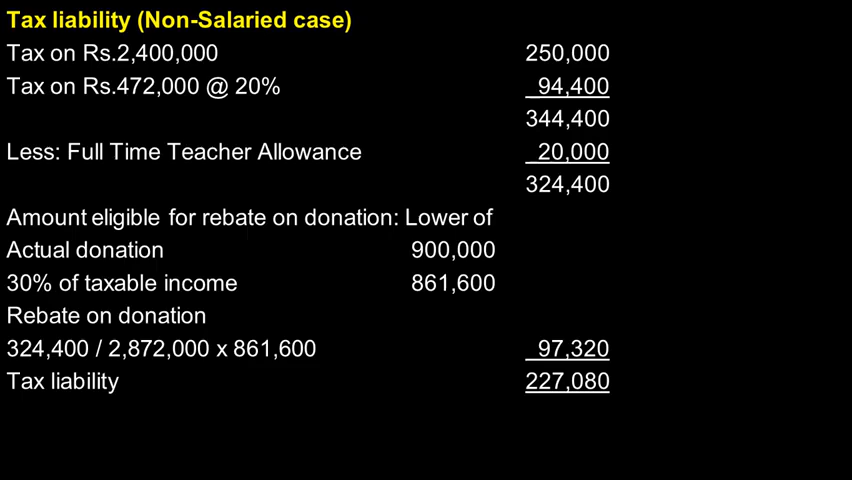 Tax liability (Non-Salaried case)
Tax on Rs.2,400,000 250,000
Tax on Rs.472,000 @ 20% 94,400
344,400
Less: Full Time Teacher Allowance 20,000
324,400
Amount eligible for rebate on donation: Lower of
Actual donation 900,000
30% of taxable income 861,600
Rebate on donation
324,400 / 2,872,000 x 861,600 97,320
Tax liability 227,080